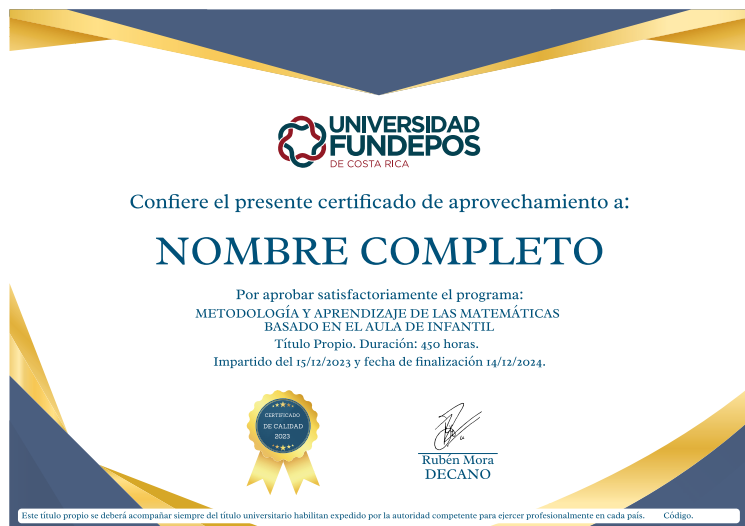 UNIVERSIDAD
FUNDEPOS
DE COSTA RICA
Confiere el presente certificado de aprovechamiento a:
NOMBRE COMPLETO
Por aprobar satisfactoriamente el programa:
METODOLOGÍA Y APRENDIZAJE DE LAS MATEMÁTICAS
BASADO EN EL AULA DE INFANTIL
Título Propio. Duración: 450 horas.
Impartido del 15/12/2023 y fecha de finalización 14/12/2024.
CERTIFICADO
DE CALIDAD
2023
Rubén Mora
DECANO
Este título propio se deberá acompañar siempre del título universitario habilitan expedido por la autoridad competente para ejercer profesionalmente en cada país. Código.